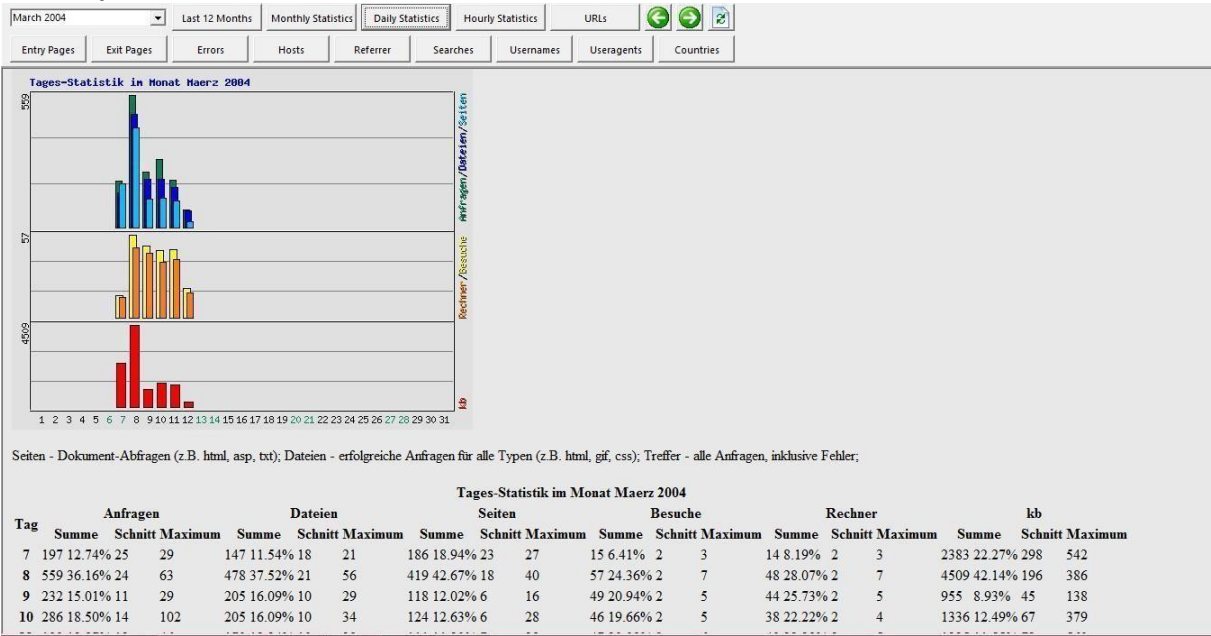 March 2004 Last 12 Months Monthly Statistics Daily Statistics Hourly Statistics URLs
Entry Pages Exit Pages Errors Hosts Referrer Searches Usernames Useragents Countries
Tages-Statistik im Monat Maerz 2004
559
Anfragen/Dateien/Seiten
57
Rechner/Besuche
4509
kb
1 2 3 4 5 6 7 8 9 10 11 12 13 14 15 16 17 18 19 20 21 22 23 24 25 26 27 28 29 30 31
Seiten - Dokument-Abfragen (z.B. html, asp, txt); Dateien - erfolgreiche Anfragen für alle Typen (z.B. html, gif, css); Treffer - alle Anfragen, inklusive Fehler;
Tages-Statistik im Monat Maerz 2004
Tag Anfragen Dateien Seiten Besuche Rechner kb
Summe Schnitt Maximum Summe Schnitt Maximum Summe Schnitt Maximum Summe Schnitt Maximum Summe Schnitt Maximum Summe Schnitt Maximum
7 197 12.74% 25 29 147 11.54% 18 21 186 18.94% 23 27 15 6.41% 2 3 14 8.19% 2 3 2383 22.27% 298 542
8 559 36.16% 24 63 478 37.52% 21 56 419 42.67% 18 40 57 24.36% 2 7 48 28.07% 2 7 4509 42.14% 196 386
9 232 15.01% 11 29 205 16.09% 10 29 118 12.02% 6 16 49 20.94% 2 5 44 25.73% 2 5 955 8.93% 45 138
10 286 18.50% 14 102 205 16.09% 10 34 124 12.63% 6 28 46 19.66% 2 5 38 22.22% 2 4 1336 12.49% 67 379